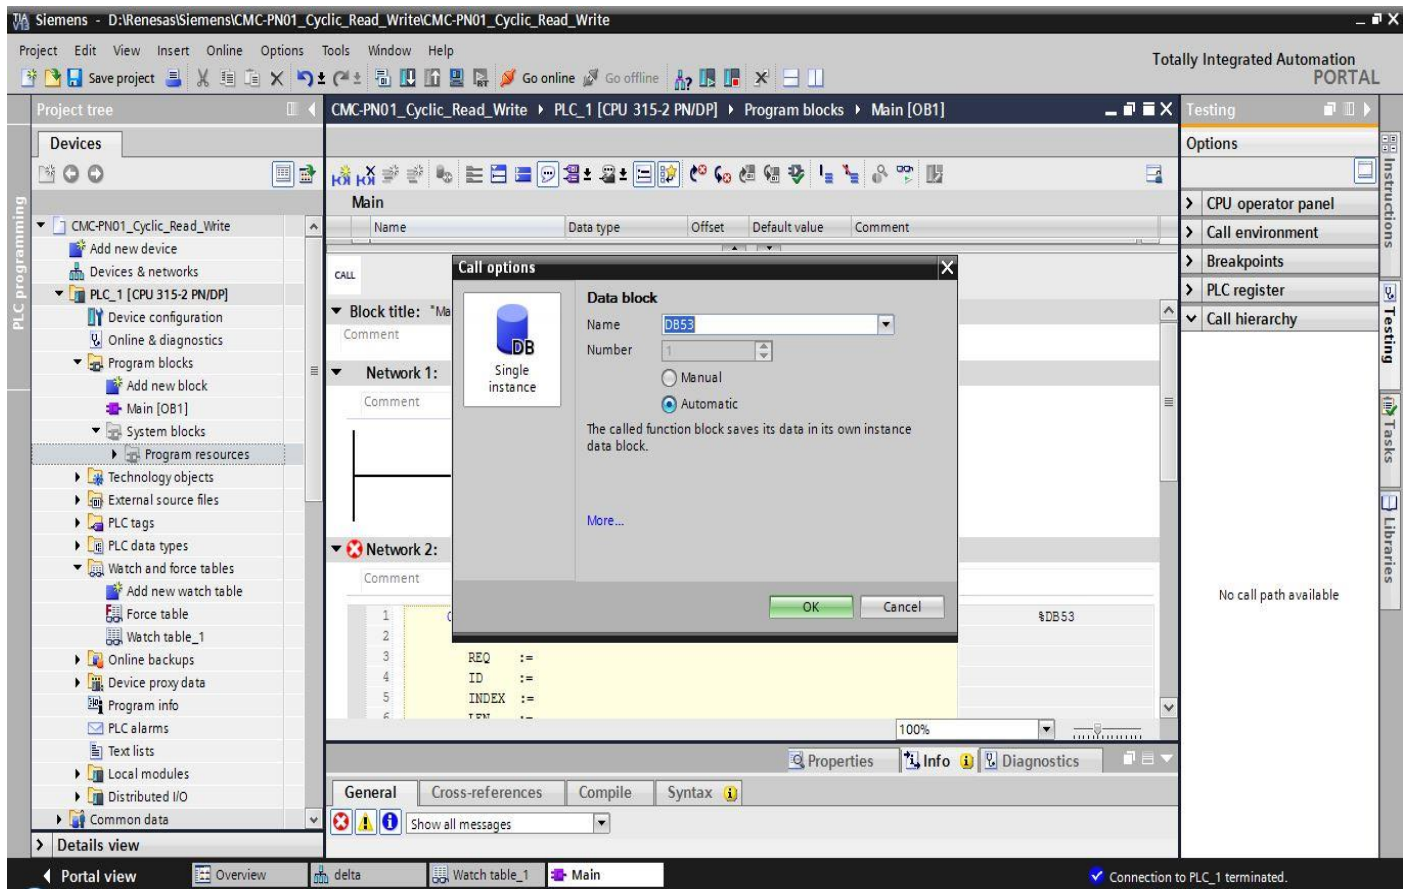 Siemens - D:\Renesas\Siemens\CMC-PN01_Cyclic_Read_Write\CMC-PN01_Cyclic_Read_Write
Project Edit View Insert Online Options Tools Window Help
Totally Integrated Automation
PORTAL
Save project Go online Go offline
Project tree
CMC-PN01_Cyclic_Read_Write PLC_1 [CPU 315-2 PN/DP] Program blocks Main [OB1]
Testing
Devices
Options
Main
Name Data type Offset Default value Comment
CMC-PN01_Cyclic_Read_Write
Add new device
Devices & networks
PLC_1 [CPU 315-2 PN/DP]
Device configuration
Online & diagnostics
Program blocks
Add new block
Main [OB1]
System blocks
Program resources
Technology objects
External source files
PLC tags
PLC data types
Watch and force tables
Add new watch table
Force table
Watch table_1
Online backups
Device proxy data
Program info
PLC alarms
Text lists
Local modules
Distributed I/O
Common data
Details view
PLC programming
CALL
Block title: "Ma
Comment
Network 1:
Comment
Network 2:
Comment
1 %DB53
2
3 REQ :=
4 ID :=
5 INDEX :=
100%
Call options
DB
Single
instance
Data block
Name DB53
Number 1
Manual
Automatic
The called function block saves its data in its own instance
data block.
More...
OK Cancel
Properties Info Diagnostics
General Cross-references Compile Syntax
Show all messages
CPU operator panel
Call environment
Breakpoints
PLC register
Call hierarchy
No call path available
Instructions
Testing
Tasks
Libraries
Portal view Overview delta Watch table_1 Main
Connection to PLC_1 terminated.